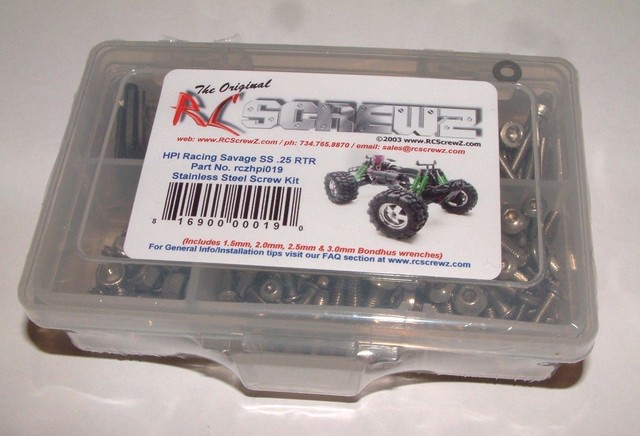 The Original
RC SCREWZ
©2003 www.RCScrewZ.com
web: www.RCScrewZ.com / ph: 734.765.8870 / email: sales@rcscrewz.com
HPI Racing Savage SS .25 RTR
Part No. rczhpi019
Stainless Steel Screw Kit
8 16900 00019 0
(Includes 1.5mm, 2.0mm, 2.5mm & 3.0mm Bondhus wrenches)
For General Info/Installation tips visit our FAQ section at www.rcscrewz.com